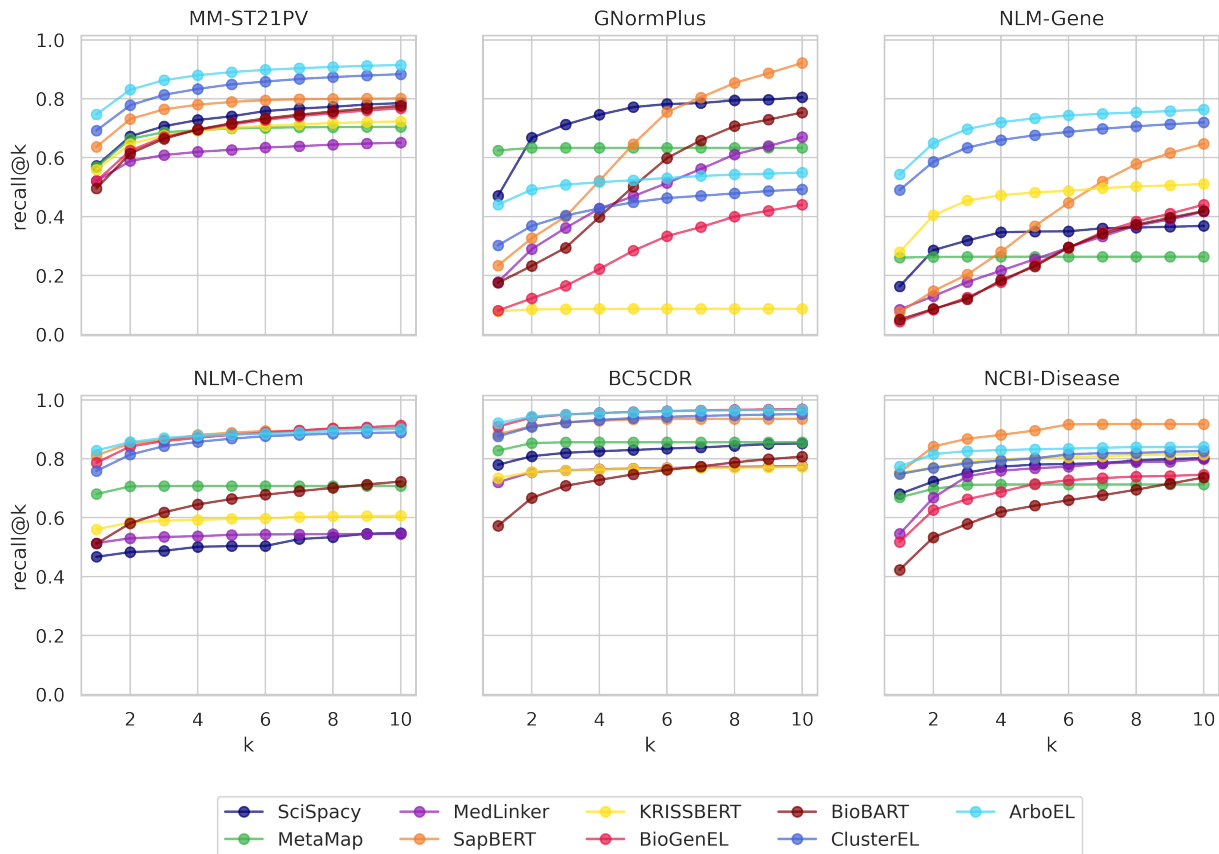 MM-ST21PV GNormPlus NLM-Gene
1.0
0.8
0.6
0.4
0.2
0.0
recall@k
NLM-Chem BC5CDR NCBI-Disease
1.0
0.8
0.6
0.4
0.2
0.0
recall@k
2 4 6 8 10 2 4 6 8 10 2 4 6 8 10
k k k
SciSpacy MedLinker KRISSBERT BioBART ArboEL
MetaMap SapBERT BioGenEL ClusterEL